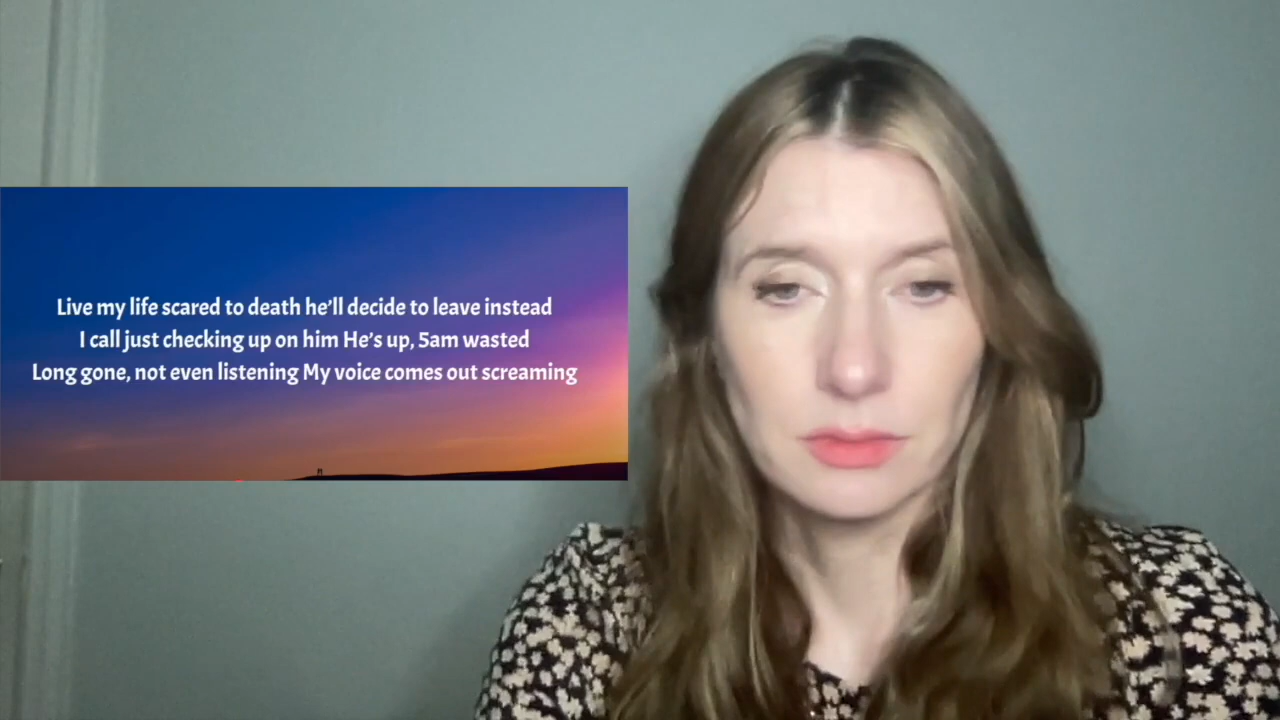 Live my life scared to death he’ll decide to leave instead
I call just checking up on him He’s up, 5am wasted
Long gone, not even listening My voice comes out screaming